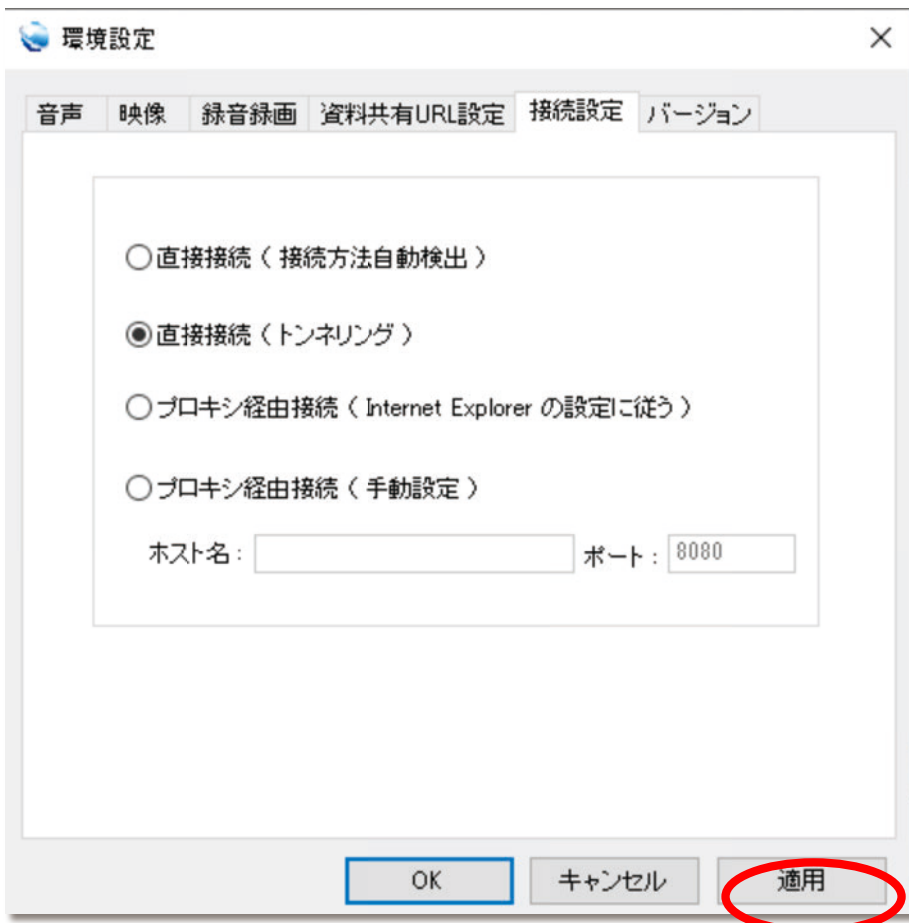 環境設定
音声 映像 録音録画 資料共有URL設定 接続設定 バージョン
直接接続（接続方法自動検出）
直接接続（トンネリング）
プロキシ経由接続（Internet Explorer の設定に従う）
プロキシ経由接続（手動設定）
ホスト名： ポート： 8080
OK キャンセル 適用